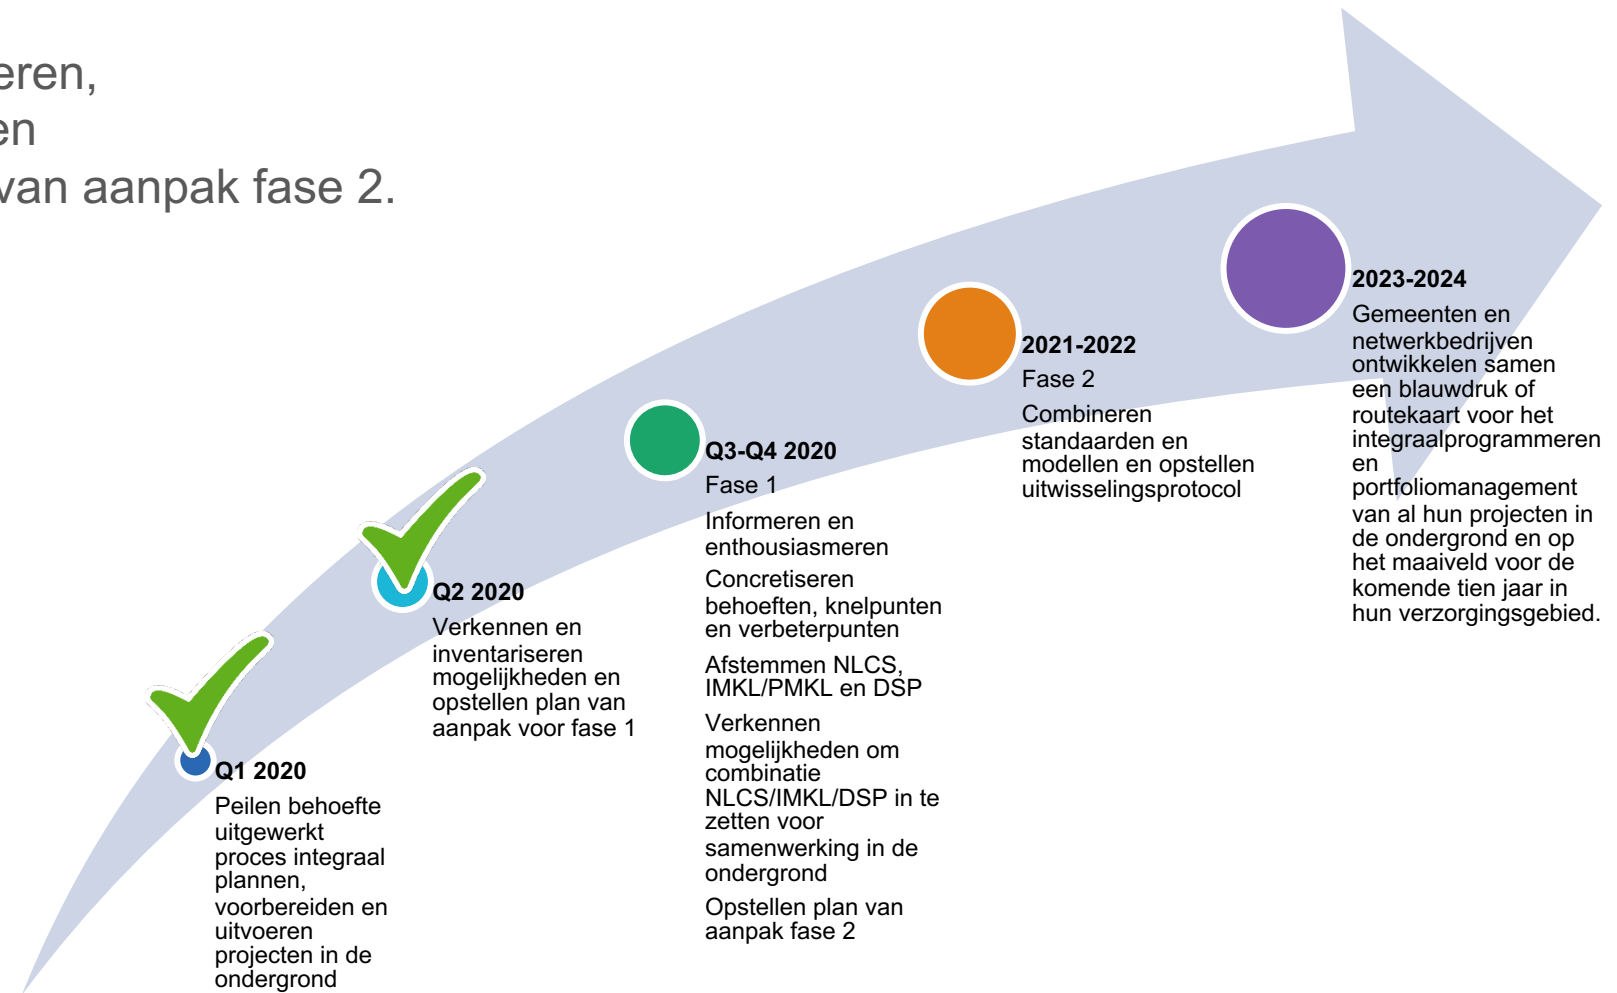 eren,
en
van aanpak fase 2.
Q1 2020
Peilen behoefte
uitgewerkt
proces integraal
plannen,
voorbereiden en
uitvoeren
projecten in de
ondergrond
Q2 2020
Verkennen en
inventariseren
mogelijkheden en
opstellen plan van
aanpak voor fase 1
Q3-Q4 2020
Fase 1
Informeren en
enthousiasmeren
Concretiseren
behoeften, knelpunten
en verbeterpunten
Afstemmen NLCS,
IMKL/PMKL en DSP
Verkennen
mogelijkheden om
combinatie
NLCS/IMKL/DSP in te
zetten voor
samenwerking in de
ondergrond
Opstellen plan van
aanpak fase 2
2021-2022
Fase 2
Combineren
standaarden en
modellen en opstellen
uitwisselingsprotocol
2023-2024
Gemeenten en
netwerkbedrijven
ontwikkelen samen
een blauwdruk of
routekaart voor het
integraalprogrammeren
en
portfoliomanagement
van al hun projecten in
de ondergrond en op
het maaiveld voor de
komende tien jaar in
hun verzorgingsgebied.